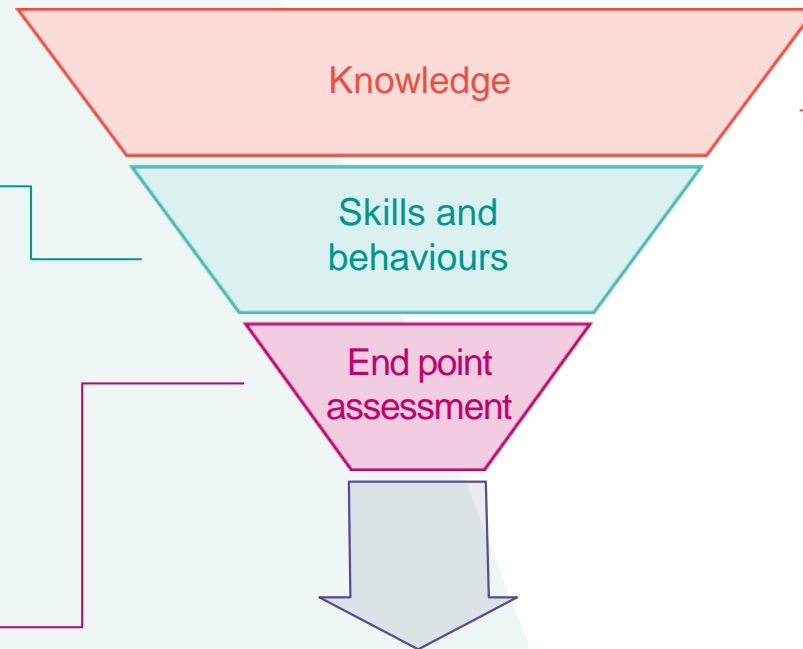 Knowledge
Skills and
behaviours
End point
assessment